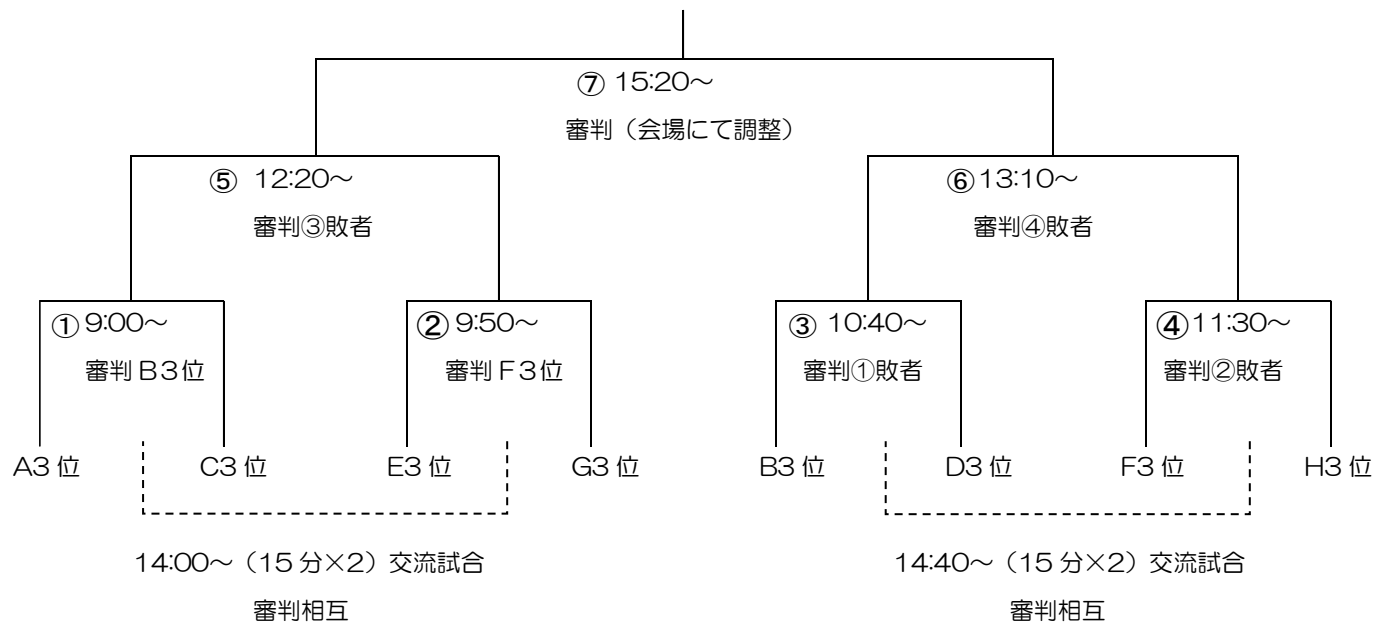 ⑦ 15:20～
審判（会場にて調整）
⑤ 12:20～
審判③敗者
⑥13:10～
審判④敗者
① 9:00～
審判 B3位
② 9:50～
審判 F3位
③ 10:40～
審判①敗者
④11:30～
審判②敗者
A3 位
C3 位
E3 位
G3 位
B3 位
D3 位
F3 位
H3 位
14:00～（15 分×2）交流試合
審判相互
14:40～（15 分×2）交流試合
審判相互